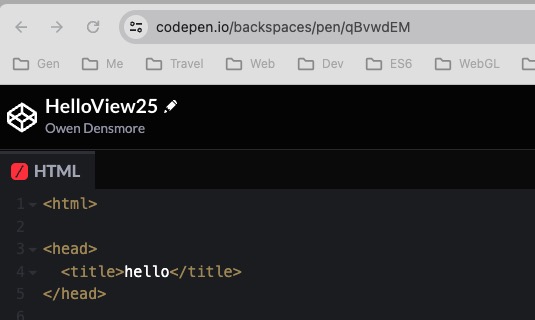 codepen.io/backspaces/pen/qBvwdEM
Gen Me Travel Web Dev ES6 WebGL
HelloView25
Owen Densmore
/ HTML
1 <html>
2
3 <head>
4 <title>hello</title>
5 </head>
6